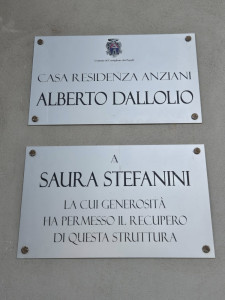 CASA RESIDENZA ANZIANI
ALBERTO DALLOLIO
A
SAURA STEFANINI
LA CUI GENEROSITÀ
HA PERMESSO IL RECUPERO
DI QUESTA STRUTTURA